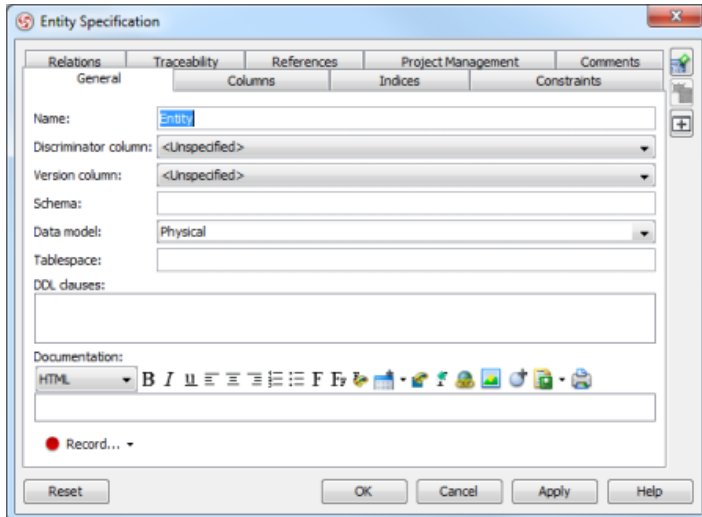 Entity Specification
Relations Traceability References Project Management Comments
General Columns Indices Constraints
Name: Entity
Discriminator column: <Unspecified>
Version column: <Unspecified>
Schema:
Data model: Physical
Tablespace:
DDL clauses:
Documentation:
HTML B I U F
Record...
Reset OK Cancel Apply Help